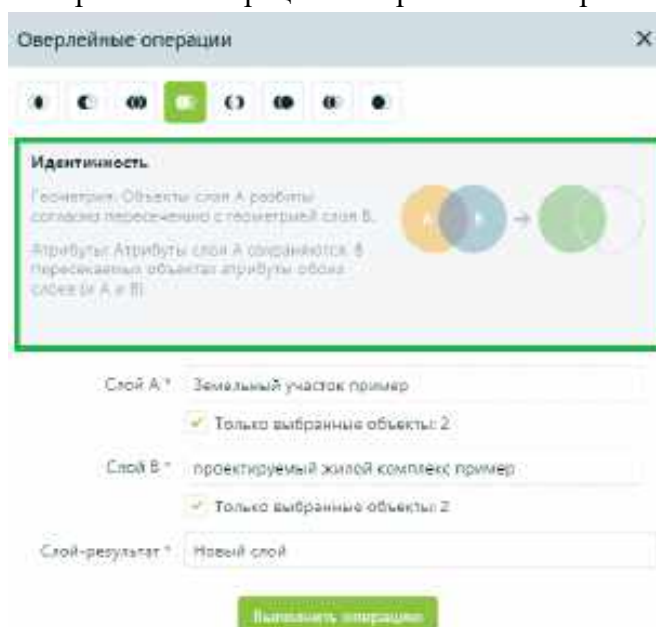 Оверлейные операции
Идентичность
Геометрия: Объекты слоя А разбиты
согласно пересечению с геометрией слоя В.
Атрибуты: Атрибуты слоя А сохраняются. В
пересекаемых объектах атрибуты обоих
слоев (и А и В)
А В
Слой А * Земельный участок пример
Только выбранные объекты: 2
Слой В * проектируемый жилой комплекс пример
Только выбранные объекты: 2
Слой-результат * Новый слой
Выполнить операцию